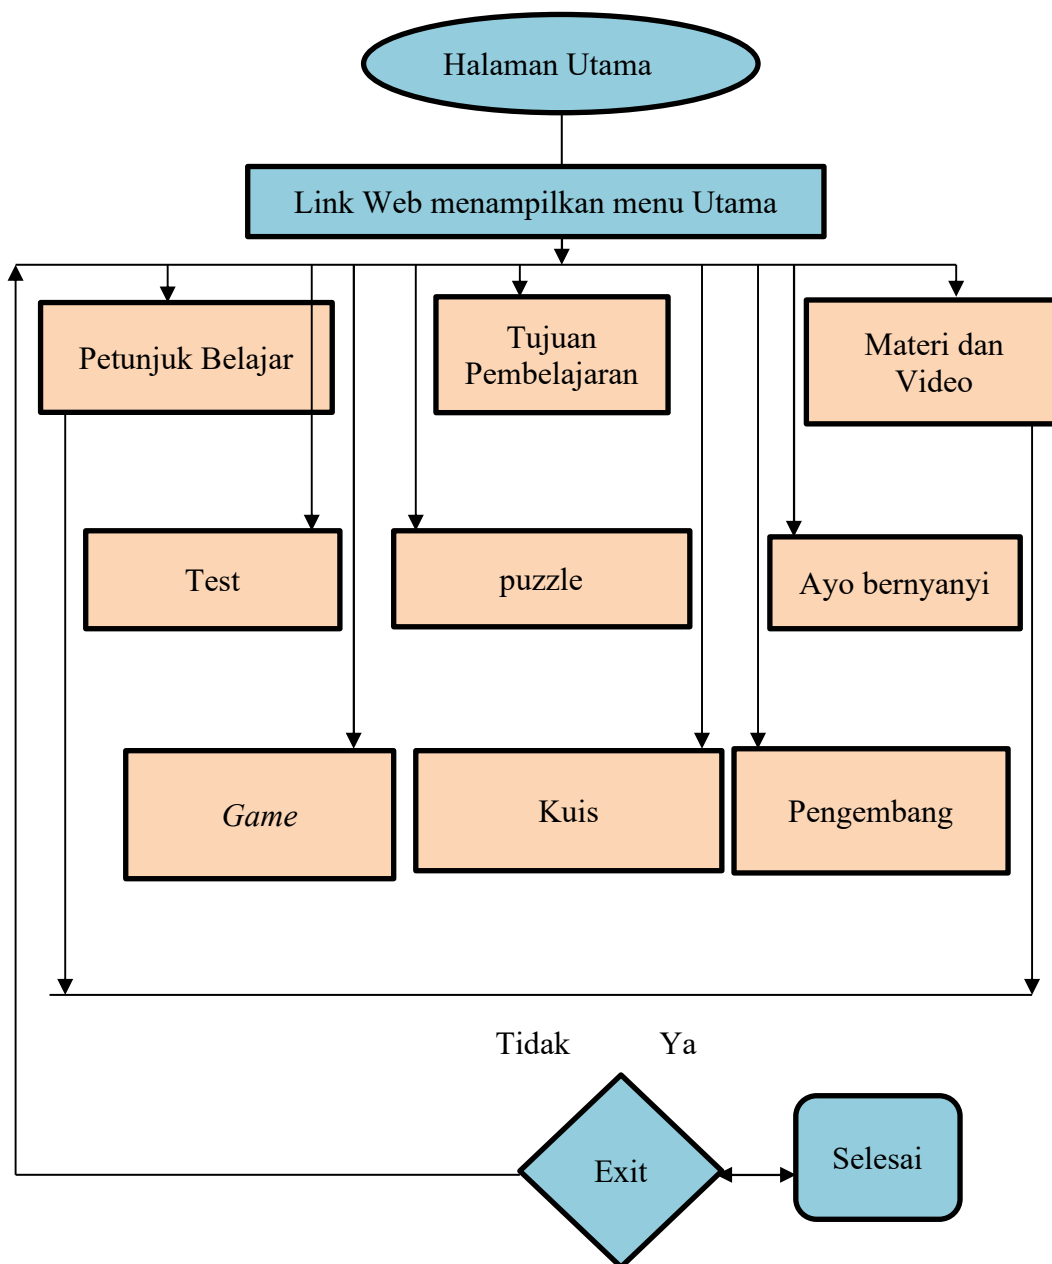 Halaman Utama
Link Web menampilkan menu Utama
Petunjuk Belajar
Tujuan
Pembelajaran
Materi dan
Video
Test
puzzle
Ayo bernyanyi
Game
Kuis
Pengembang
Tidak
Ya
Exit
Selesai